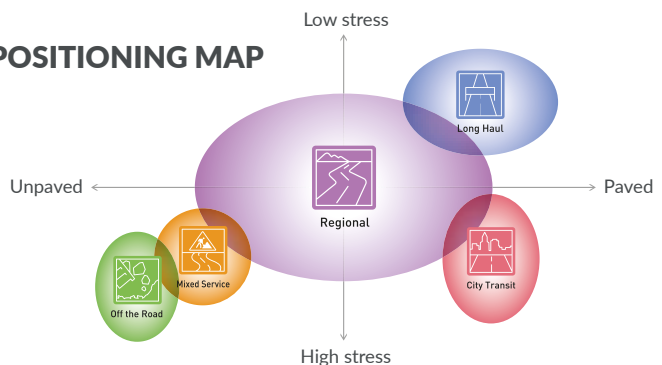 Low stress
POSITIONING MAP
Long Haul
Unpaved
Paved
Regional
Mixed Service
City Transit
Off the Road
High stress